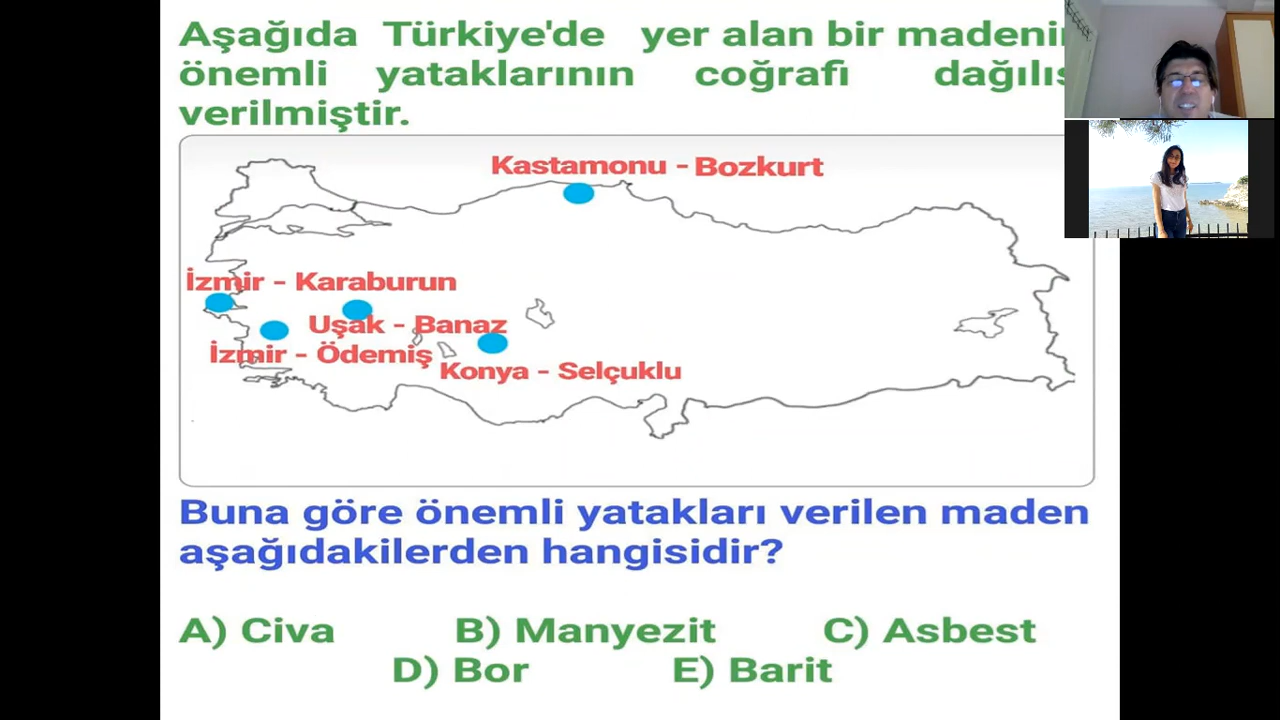 Aşağıda Türkiye'de yer alan bir madenin
önemli yataklarının coğrafi dağılış
verilmiştir.
Kastamonu - Bozkurt
İzmir - Karaburun
Uşak - Banaz
İzmir - Ödemiş
Konya - Selçuklu
Buna göre önemli yatakları verilen maden
aşağıdakilerden hangisidir?
A) Civa B) Manyezit C) Asbest
D) Bor E) Barit